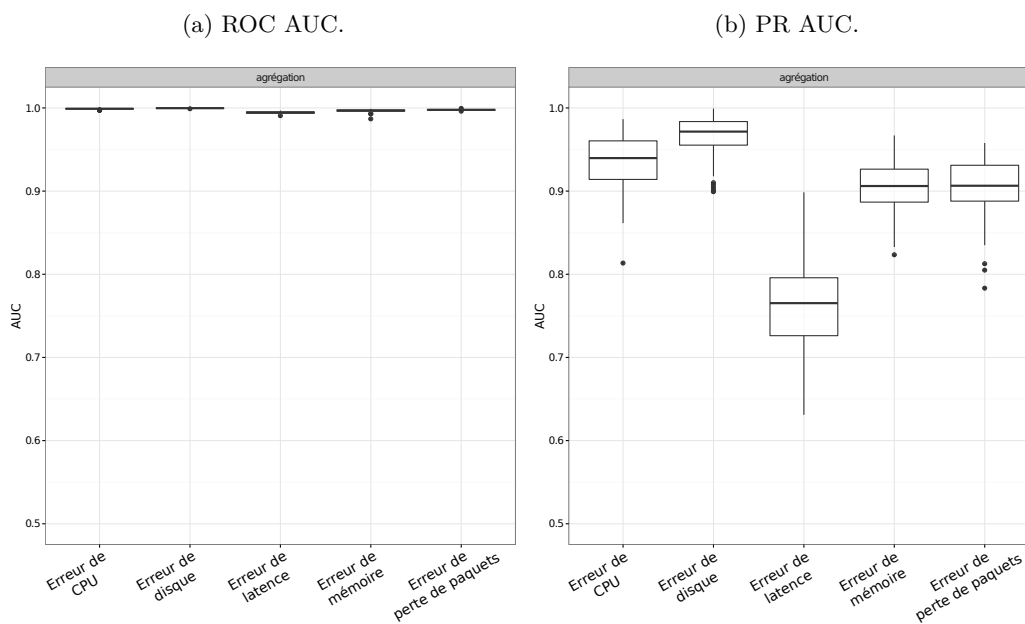 (a) ROC AUC.
agrégation
1.0
0.9
0.8
0.7
0.6
0.5
AUC
Erreur de
CPU
Erreur de
disque
Erreur de
latence
Erreur de
mémoire
Erreur de
perte de paquets
(b) PR AUC.
agrégation
1.0
0.9
0.8
0.7
0.6
0.5
AUC
Erreur de
CPU
Erreur de
disque
Erreur de
latence
Erreur de
mémoire
Erreur de
perte de paquets